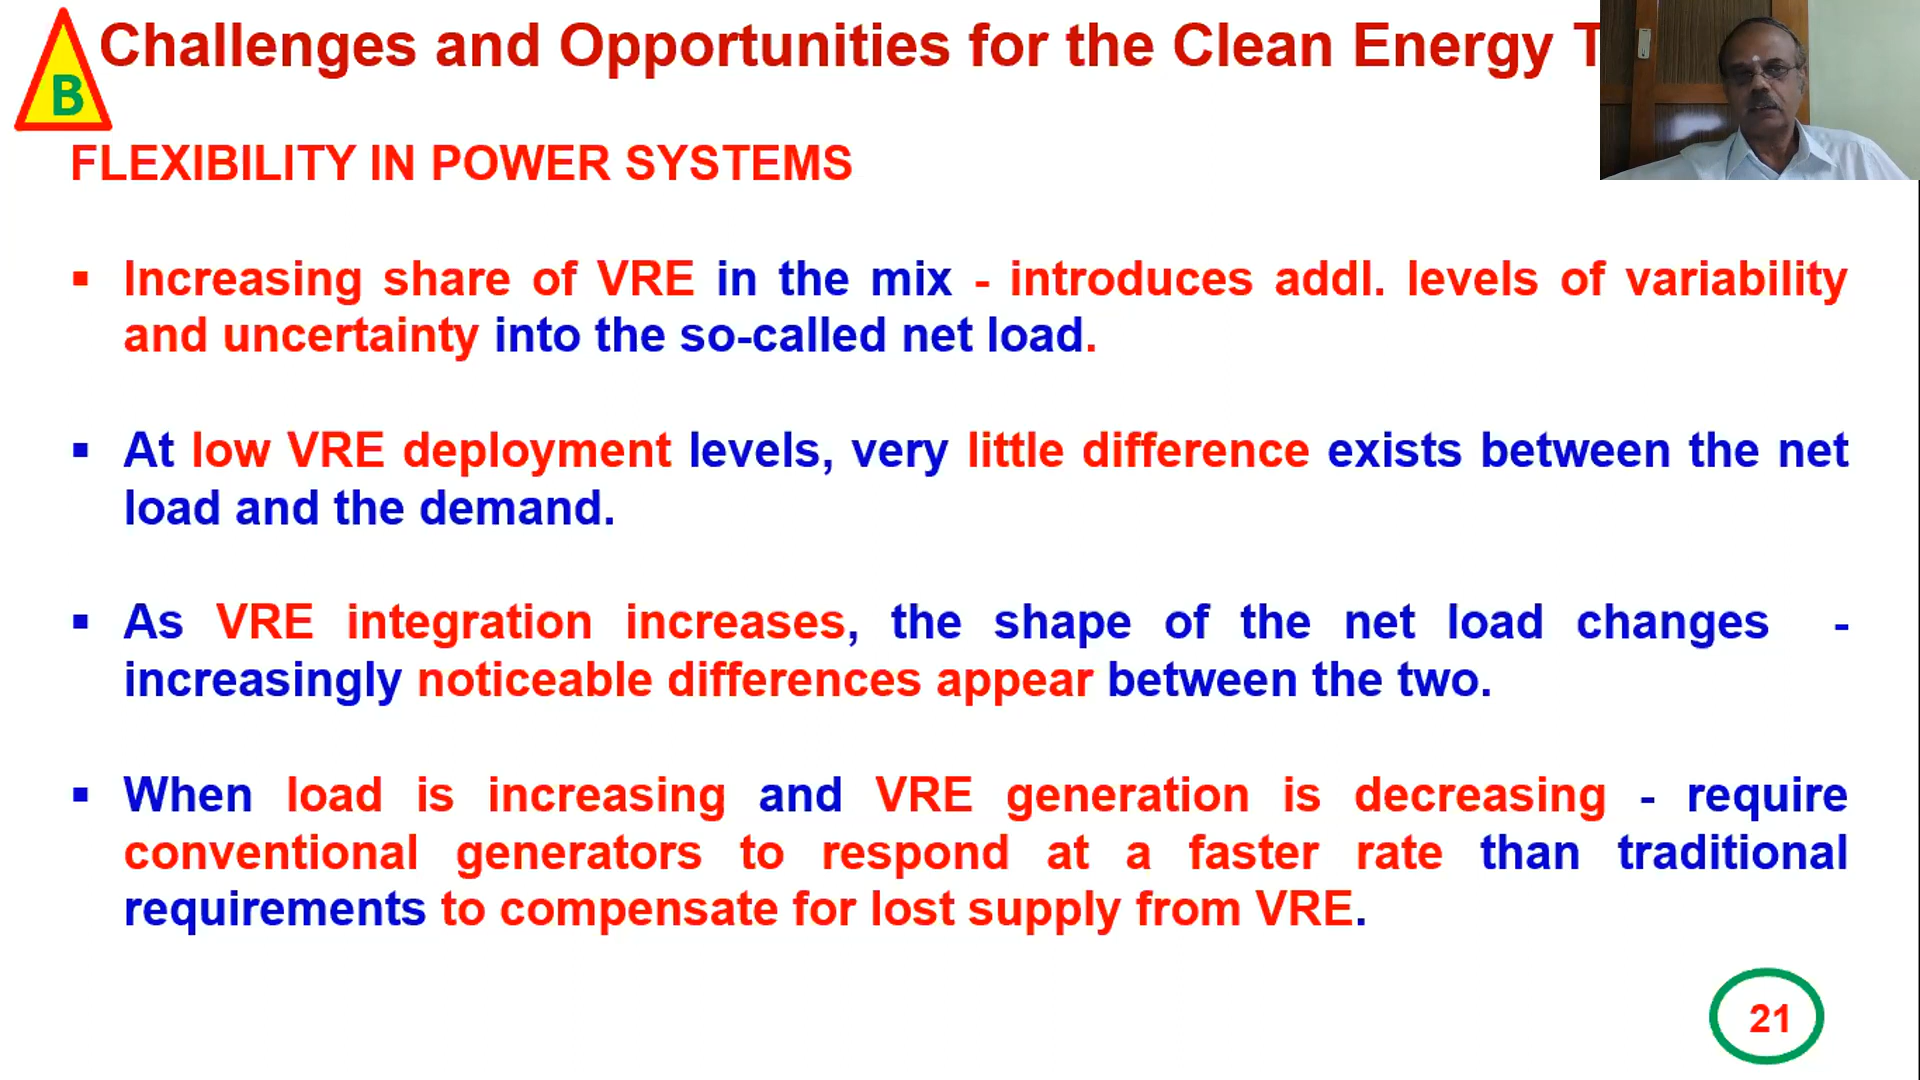 Challenges and Opportunities for the Clean Energy T
B
FLEXIBILITY IN POWER SYSTEMS
▪ Increasing share of VRE in the mix - introduces addl. levels of variability
and uncertainty into the so-called net load.
▪ At low VRE deployment levels, very little difference exists between the net
load and the demand.
▪ As VRE integration increases, the shape of the net load changes -
increasingly noticeable differences appear between the two.
▪ When load is increasing and VRE generation is decreasing - require
conventional generators to respond at a faster rate than traditional
requirements to compensate for lost supply from VRE.
21